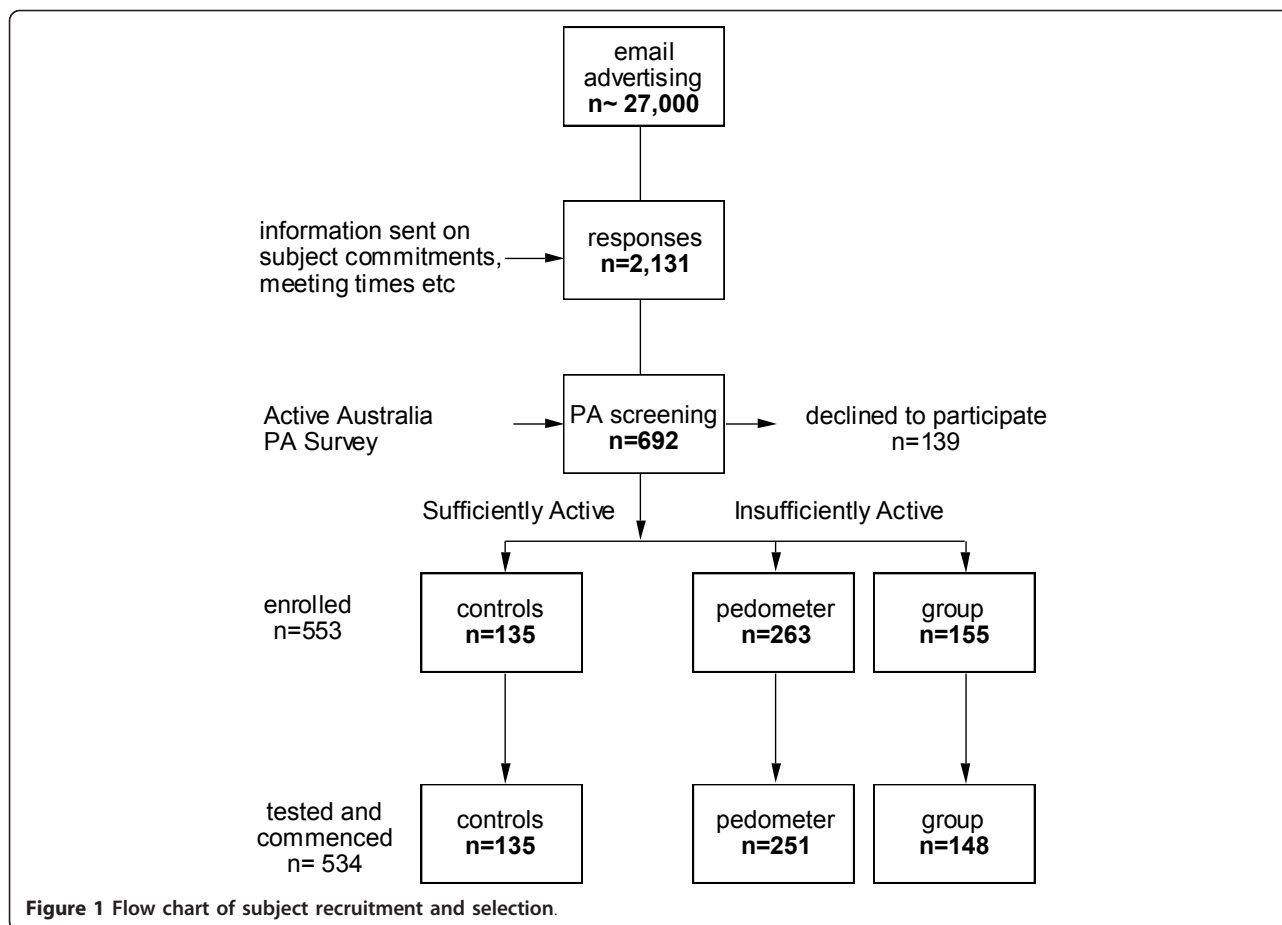 email
advertising
n~ 27,000
information sent on
subject commitments,
meeting times etc
responses
n=2,131
Active Australia
PA Survey
PA screening
n=692
declined to participate
n=139
Sufficiently Active
Insufficiently Active
enrolled
n=553
controls
n=135
pedometer
n=263
group
n=155
tested and
commenced
n= 534
controls
n=135
pedometer
n=251
group
n=148
Figure 1 Flow chart of subject recruitment and selection.